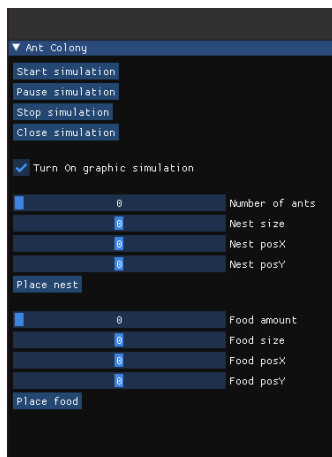 Ant Colony
Start simulation
Pause simulation
Stop simulation
Close simulation
Turn On graphic simulation
0 Number of ants
0 Nest size
0 Nest posX
0 Nest posY
Place nest
0 Food amount
0 Food size
0 Food posX
0 Food posY
Place food